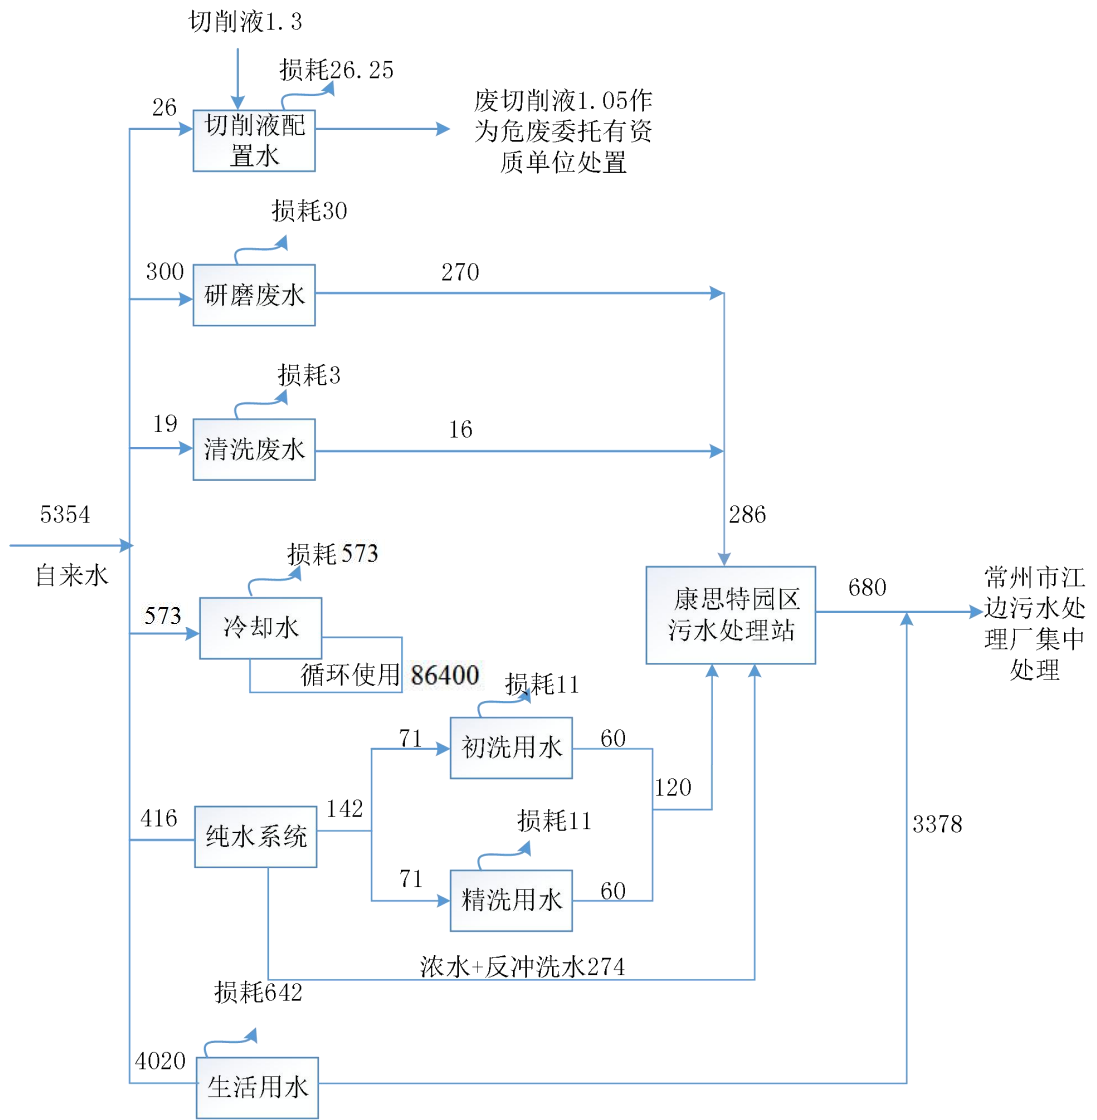 切削液1.3
损耗26.25
26
切削液配
置水
废切削液1.05作
为危废委托有资
质单位处置
损耗30
300
研磨废水
270
损耗3
19
清洗废水
16
5354
自来水
286
损耗573
573
冷却水
循环使用 86400
康思特园区
污水处理站
680
常州市江
边污水处
理厂集中
处理
损耗11
71
初洗用水
60
416
纯水系统
142
120
损耗11
71
精洗用水
60
3378
浓水+反冲洗水274
损耗642
4020
生活用水